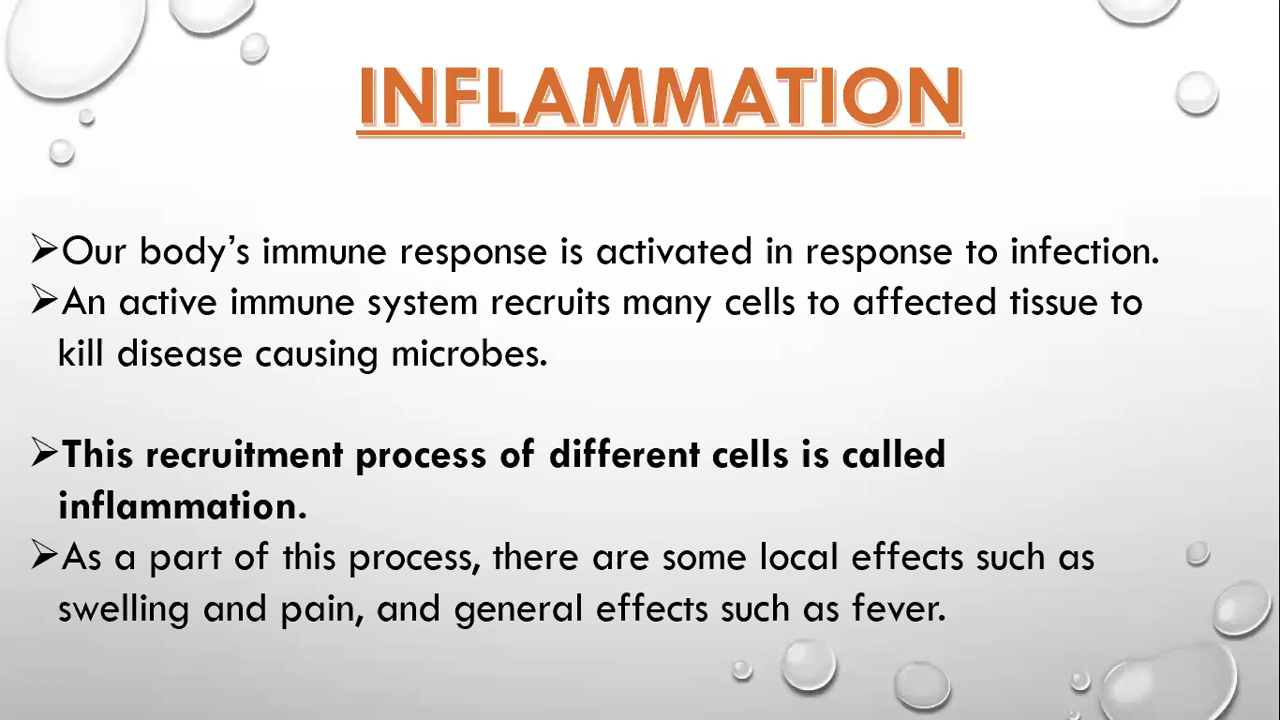 INFLAMMATION
➢Our body’s immune response is activated in response to infection.
➢An active immune system recruits many cells to affected tissue to
kill disease causing microbes.
➢This recruitment process of different cells is called
inflammation.
➢As a part of this process, there are some local effects such as
swelling and pain, and general effects such as fever.